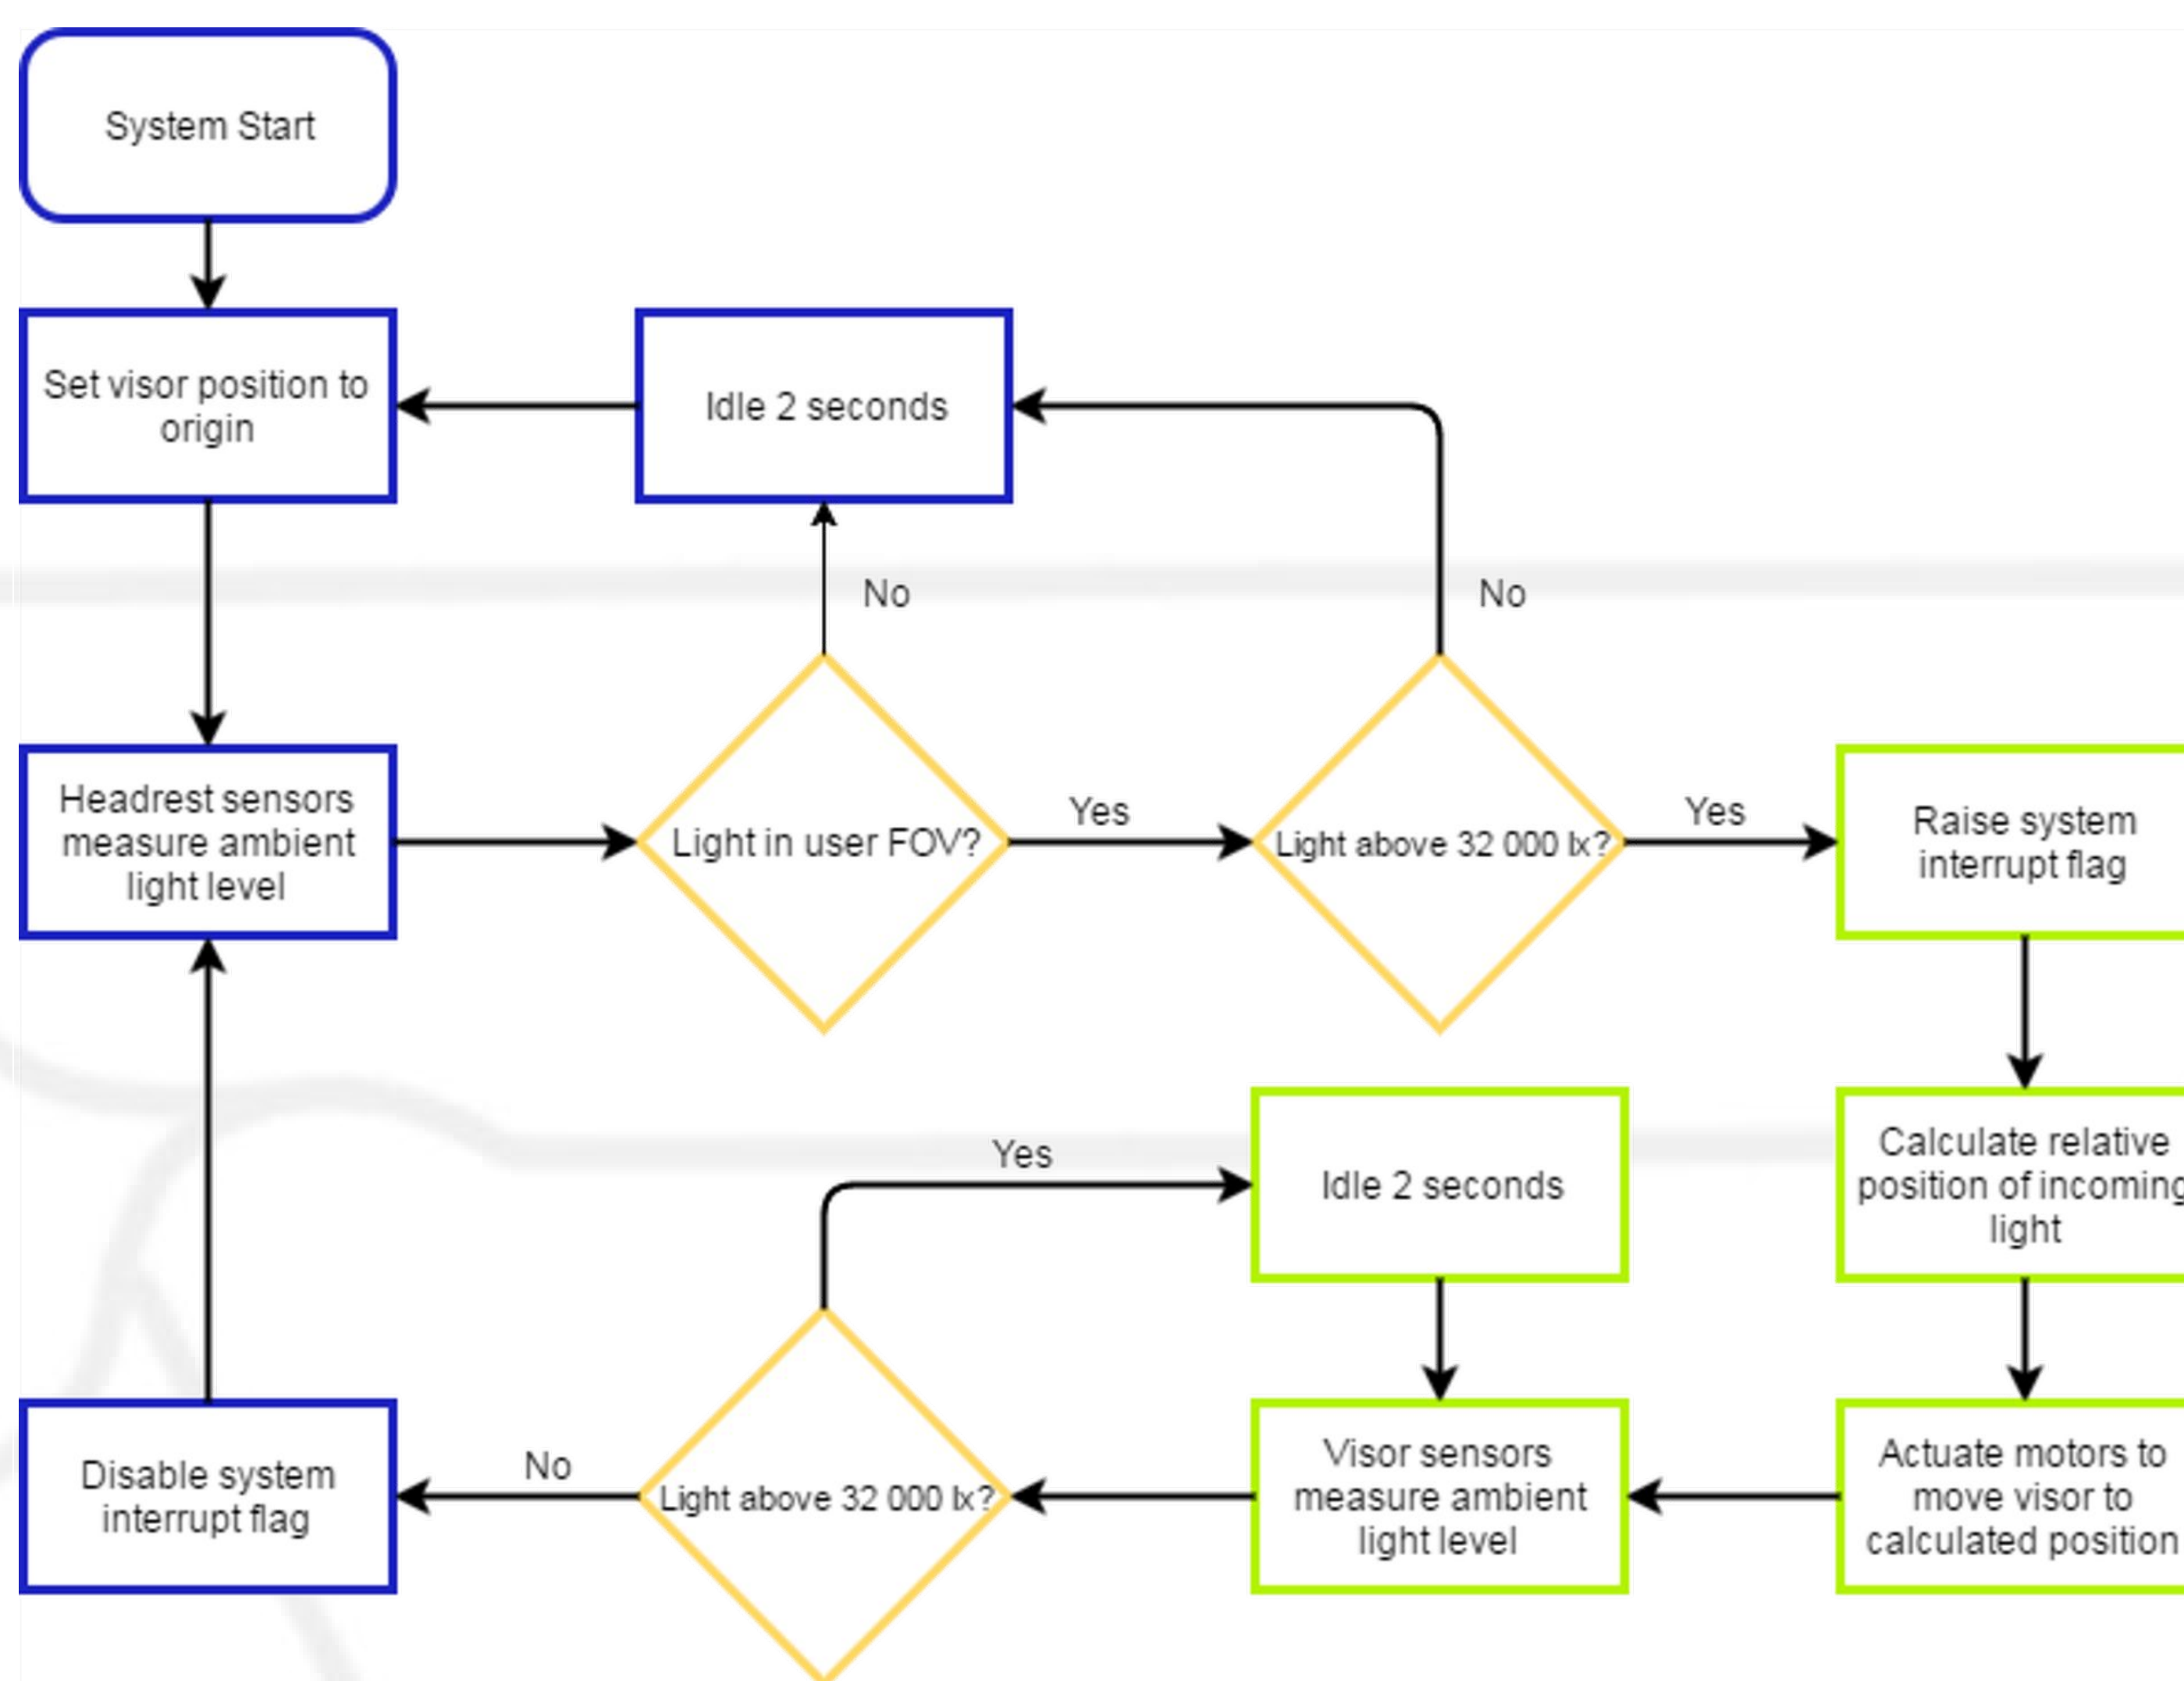 System Start
Set visor position to
origin
Idle 2 seconds
No
No
Headrest sensors
measure ambient
light level
Light in user FOV?
Yes
Light above 32 000 lx?
Yes
Raise system
interrupt flag
Yes
Idle 2 seconds
Calculate relative
position of incoming
light
Disable system
interrupt flag
No
Light above 32 000 lx?
Visor sensors
measure ambient
light level
Actuate motors to
move visor to
calculated position